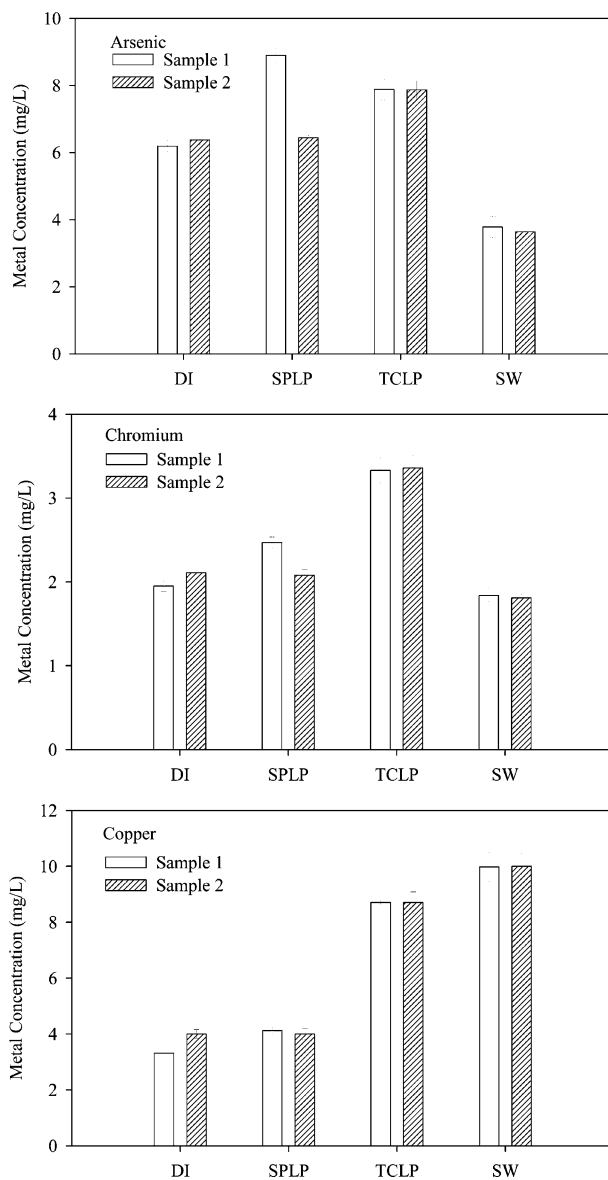 Arsenic
Sample 1
Sample 2
Metal Concentration (mg/L)
10
8
6
4
2
0
DI SPLP TCLP SW
Chromium
Sample 1
Sample 2
Metal Concentration (mg/L)
4
3
2
1
0
DI SPLP TCLP SW
Copper
Sample 1
Sample 2
Metal Concentration (mg/L)
12
10
8
6
4
2
0
DI SPLP TCLP SW